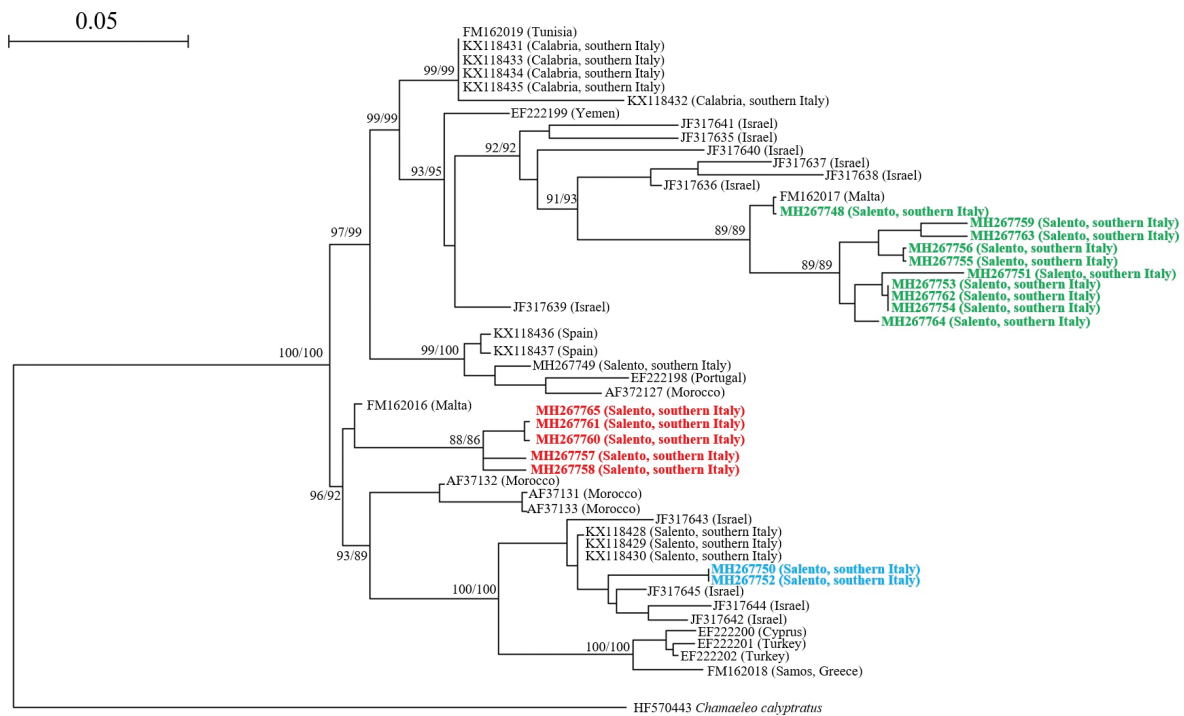 0.05
FM162019 (Tunisia)
KX118431 (Calabria, southern Italy)
KX118433 (Calabria, southern Italy)
99/99
KX118434 (Calabria, southern Italy)
KX118435 (Calabria, southern Italy)
KX118432 (Calabria, southern Italy)
EF222199 (Yemen)
99/99
JF317641 (Israel)
JF317635 (Israel)
92/92
JF317640 (Israel)
JF317637 (Israel)
93/95
JF317638 (Israel)
JF317636 (Israel)
91/93
FM162017 (Malta)
MH267748 (Salento, southern Italy)
MH267759 (Salento, southern Italy)
89/89
97/99
MH267763 (Salento, southern Italy)
MH267756 (Salento, southern Italy)
MH267755 (Salento, southern Italy)
89/89
MH267751 (Salento, southern Italy)
MH267753 (Salento, southern Italy)
MH267762 (Salento, southern Italy)
MH267754 (Salento, southern Italy)
JF317639 (Israel)
MH267764 (Salento, southern Italy)
KX118436 (Spain)
99/100
KX118437 (Spain)
100/100
MH267749 (Salento, southern Italy)
EF222198 (Portugal)
AF372127 (Morocco)
FM162016 (Malta)
MH267765 (Salento, southern Italy)
MH267761 (Salento, southern Italy)
88/86
MH267760 (Salento, southern Italy)
MH267757 (Salento, southern Italy)
MH267758 (Salento, southern Italy)
AF37132 (Morocco)
96/92
AF37131 (Morocco)
AF37133 (Morocco)
JF317643 (Israel)
KX118428 (Salento, southern Italy)
KX118429 (Salento, southern Italy)
93/89
KX118430 (Salento, southern Italy)
MH267750 (Salento, southern Italy)
MH267752 (Salento, southern Italy)
100/100
JF317645 (Israel)
JF317644 (Israel)
JF317642 (Israel)
EF222200 (Cyprus)
100/100
EF222201 (Turkey)
EF222202 (Turkey)
FM162018 (Samos, Greece)
HF570443 Chamaeleo calyptratus